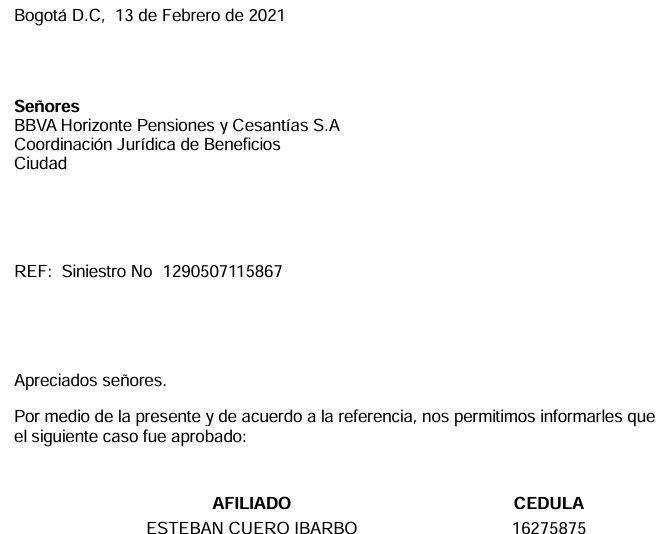 Bogotá D.C, 13 de Febrero de 2021
Señores
BBVA Horizonte Pensiones y Cesantías S.A
Coordinación Jurídica de Beneficios
Ciudad
REF: Siniestro No 1290507115867
Apreciados señores.
Por medio de la presente y de acuerdo a la referencia, nos permitimos informarles que
el siguiente caso fue aprobado:
AFILIADO CEDULA
ESTEBAN CUERO IBARBO 16275875